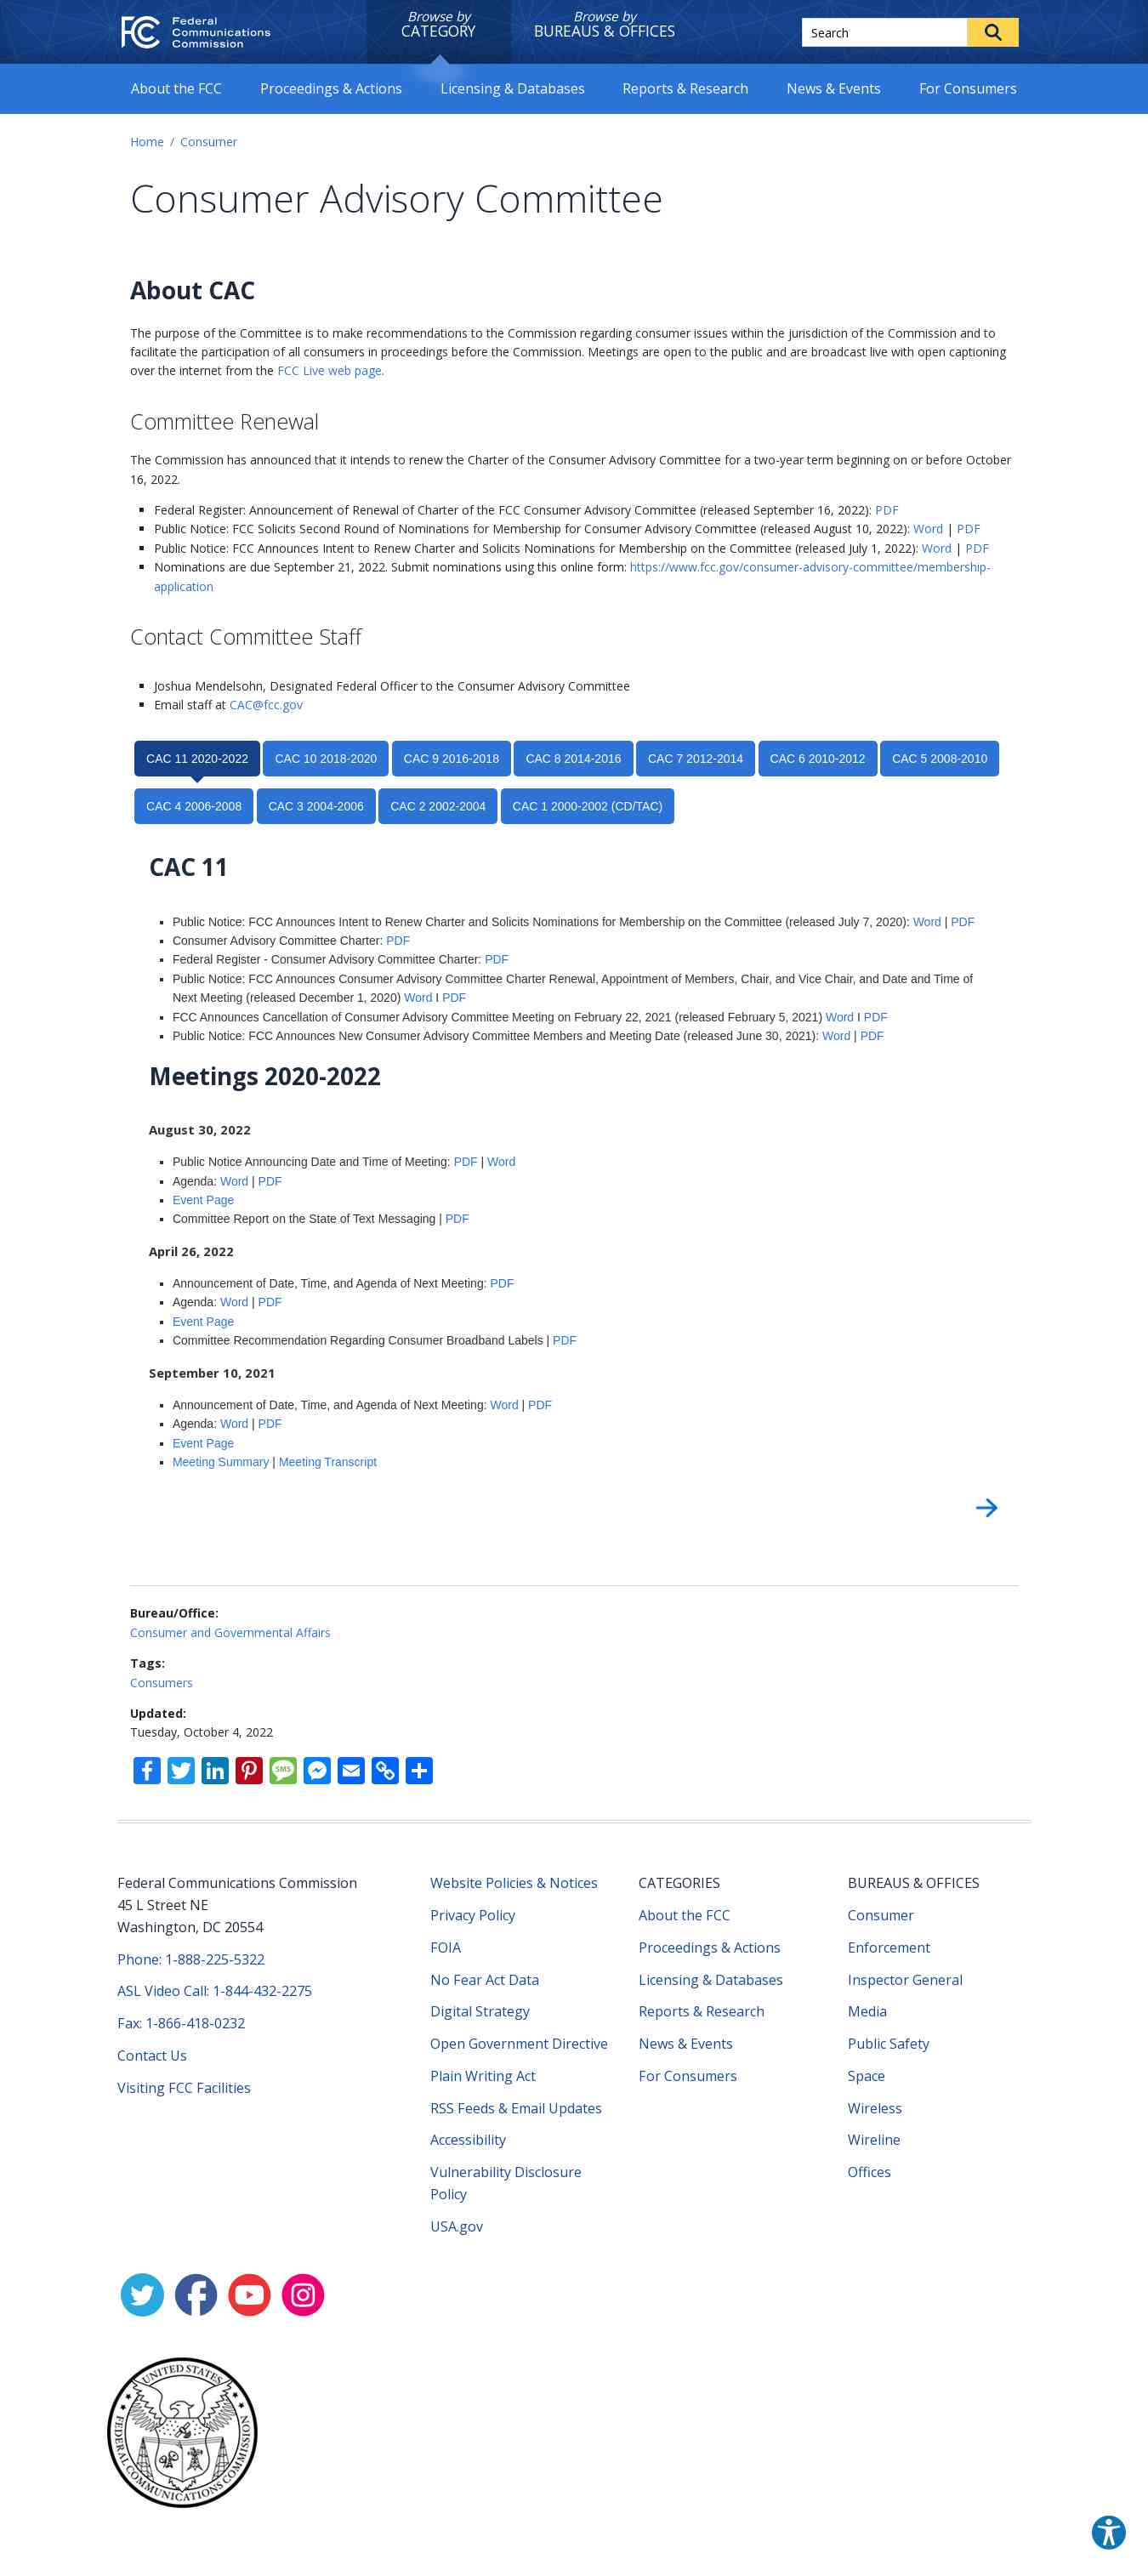 Federal
Communications
Commission
Browse by
CATEGORY
Browse by
BUREAUS & OFFICES
Search
About the FCC
Proceedings & Actions
Licensing & Databases
Reports & Research
News & Events
For Consumers
Home / Consumer
Consumer Advisory Committee
About CAC
The purpose of the Committee is to make recommendations to the Commission regarding consumer issues within the jurisdiction of the Commission and to
facilitate the participation of all consumers in proceedings before the Commission. Meetings are open to the public and are broadcast live with open captioning
over the internet from the FCC Live web page.
Committee Renewal
The Commission has announced that it intends to renew the Charter of the Consumer Advisory Committee for a two-year term beginning on or before October
16, 2022.
Federal Register: Announcement of Renewal of Charter of the FCC Consumer Advisory Committee (released September 16, 2022): PDF
Public Notice: FCC Solicits Second Round of Nominations for Membership for Consumer Advisory Committee (released August 10, 2022): Word | PDF
Public Notice: FCC Announces Intent to Renew Charter and Solicits Nominations for Membership on the Committee (released July 1, 2022): Word | PDF
Nominations are due September 21, 2022. Submit nominations using this online form: https://www.fcc.gov/consumer-advisory-committee/membership-
application
Contact Committee Staff
Joshua Mendelsohn, Designated Federal Officer to the Consumer Advisory Committee
Email staff at CAC@fcc.gov
CAC 11 2020-2022
CAC 10 2018-2020
CAC 9 2016-2018
CAC 8 2014-2016
CAC 7 2012-2014
CAC 6 2010-2012
CAC 5 2008-2010
CAC 4 2006-2008
CAC 3 2004-2006
CAC 2 2002-2004
CAC 1 2000-2002 (CD/TAC)
CAC 11
Public Notice: FCC Announces Intent to Renew Charter and Solicits Nominations for Membership on the Committee (released July 7, 2020): Word | PDF
Consumer Advisory Committee Charter: PDF
Federal Register - Consumer Advisory Committee Charter: PDF
Public Notice: FCC Announces Consumer Advisory Committee Charter Renewal, Appointment of Members, Chair, and Vice Chair, and Date and Time of
Next Meeting (released December 1, 2020) Word I PDF
FCC Announces Cancellation of Consumer Advisory Committee Meeting on February 22, 2021 (released February 5, 2021) Word I PDF
Public Notice: FCC Announces New Consumer Advisory Committee Members and Meeting Date (released June 30, 2021): Word | PDF
Meetings 2020-2022
August 30, 2022
Public Notice Announcing Date and Time of Meeting: PDF | Word
Agenda: Word | PDF
Event Page
Committee Report on the State of Text Messaging | PDF
April 26, 2022
Announcement of Date, Time, and Agenda of Next Meeting: PDF
Agenda: Word | PDF
Event Page
Committee Recommendation Regarding Consumer Broadband Labels | PDF
September 10, 2021
Announcement of Date, Time, and Agenda of Next Meeting: Word | PDF
Agenda: Word | PDF
Event Page
Meeting Summary | Meeting Transcript
Bureau/Office:
Consumer and Governmental Affairs
Tags:
Consumers
Updated:
Tuesday, October 4, 2022
SMS
Federal Communications Commission
45 L Street NE
Washington, DC 20554
Phone: 1-888-225-5322
ASL Video Call: 1-844-432-2275
Fax: 1-866-418-0232
Contact Us
Visiting FCC Facilities
Website Policies & Notices
Privacy Policy
FOIA
No Fear Act Data
Digital Strategy
Open Government Directive
Plain Writing Act
RSS Feeds & Email Updates
Accessibility
Vulnerability Disclosure
Policy
USA.gov
CATEGORIES
About the FCC
Proceedings & Actions
Licensing & Databases
Reports & Research
News & Events
For Consumers
BUREAUS & OFFICES
Consumer
Enforcement
Inspector General
Media
Public Safety
Space
Wireless
Wireline
Offices
UNITED STATES
FEDERAL COMMUNICATIONS COMMISSION